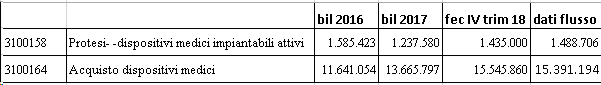 bil 2016 bil 2017 fec IV trim 18 dati flusso
3100158 Protesi- -dispositivi medici impiantabili attivi 1.585.423 1.237.580 1.435.000 1.488.706
3100164 Acquisto dispositivi medici 11.641.054 13.665.797 15.545.860 15.391.194